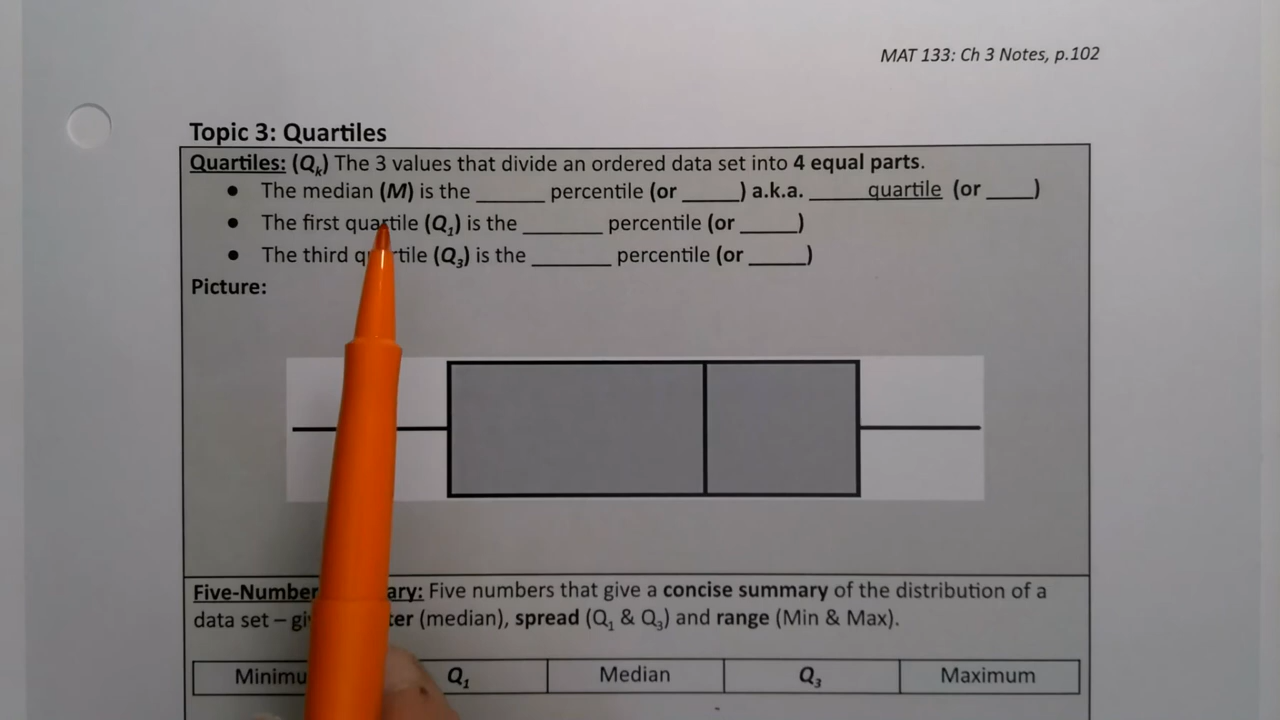 MAT 133: Ch 3 Notes, p.102
Topic 3: Quartiles
Quartiles: (Qk) The 3 values that divide an ordered data set into 4 equal parts.
• The median (M) is the ______ percentile (or _____) a.k.a. _____ quartile (or ____)
• The first quartile (Q1) is the _______ percentile (or _____)
• The third quartile (Q3) is the _______ percentile (or _____)
Picture:
Five-Number ary: Five numbers that give a concise summary of the distribution of a
data set – (median), spread (Q1 & Q3) and range (Min & Max).
Minimu Q1 Median Q3 Maximum